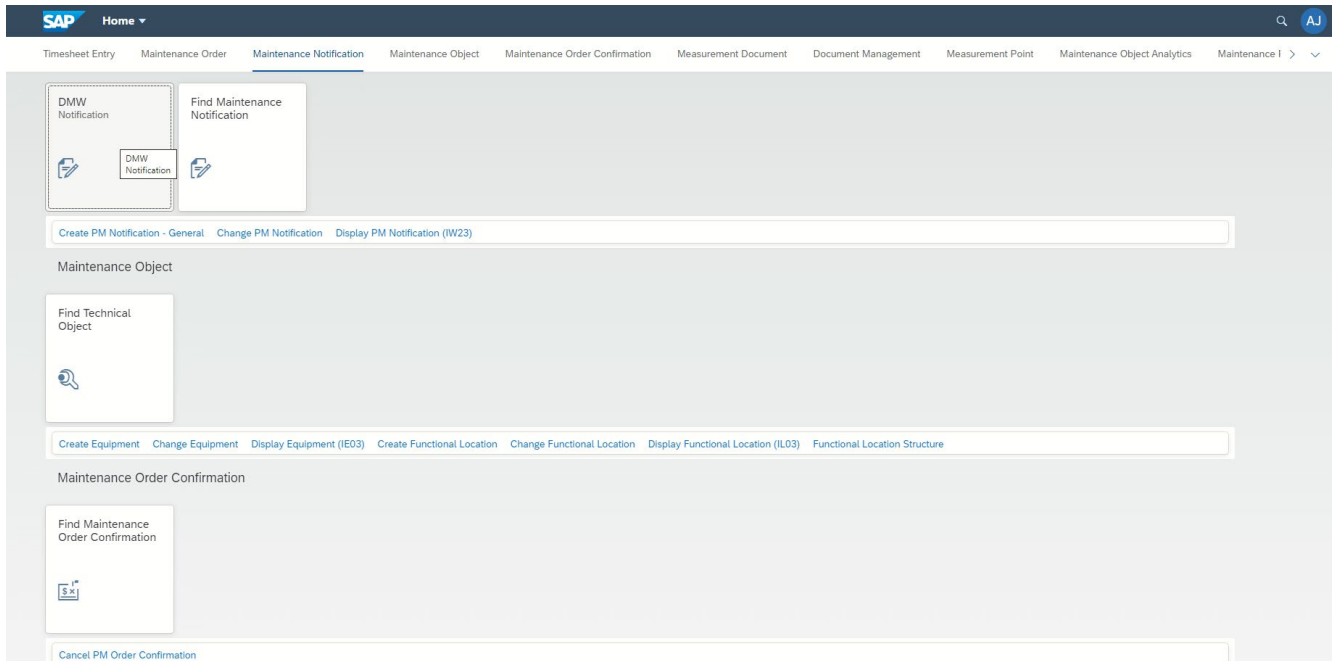 SAP Home
AJ
Timesheet Entry Maintenance Order Maintenance Notification Maintenance Object Maintenance Order Confirmation Measurement Document Document Management Measurement Point Maintenance Object Analytics Maintenance
DMW
Notification
Find Maintenance
Notification
DMW
Notification
Create PM Notification - General Change PM Notification Display PM Notification (IW23)
Maintenance Object
Find Technical
Object
Create Equipment Change Equipment Display Equipment (IE03) Create Functional Location Change Functional Location Display Functional Location (IL03) Functional Location Structure
Maintenance Order Confirmation
Find Maintenance
Order Confirmation
Cancel PM Order Confirmation